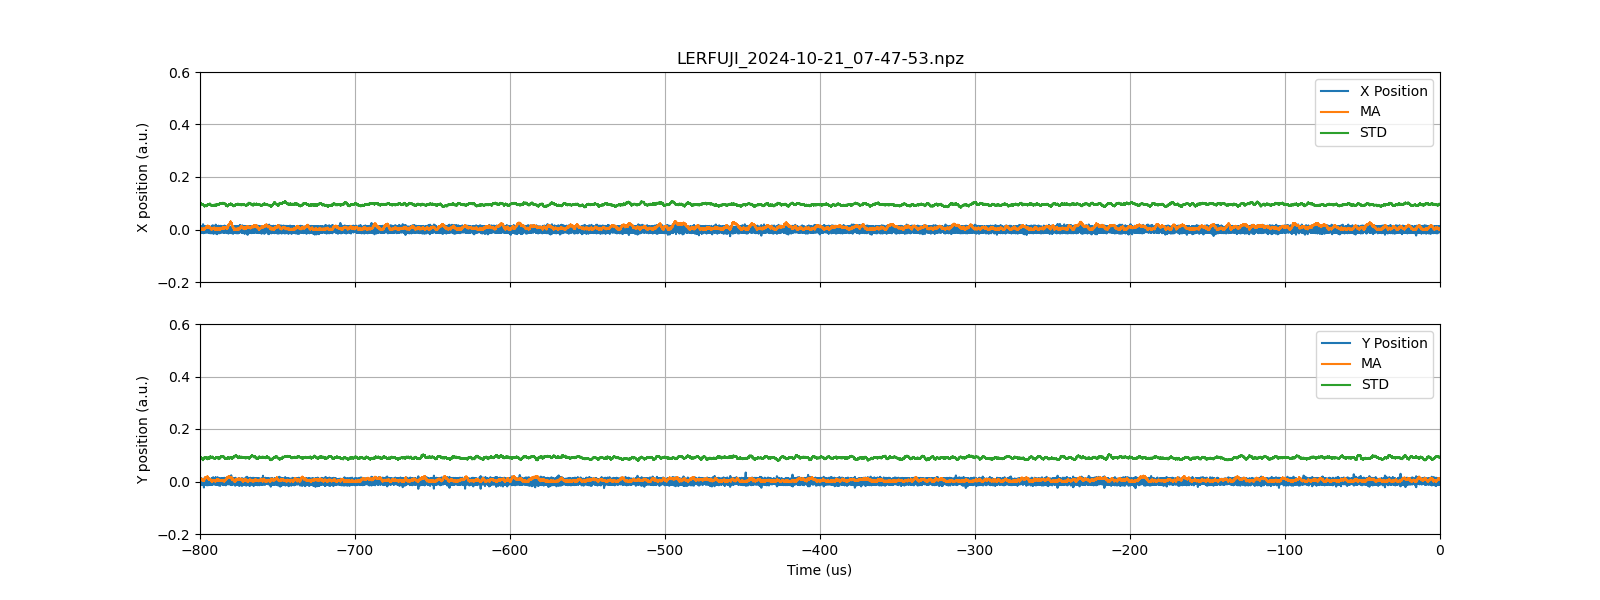 LERFUJI_2024-10-21_07-47-53.npz
0.6
0.4
0.2
0.0
−0.2
X position (a.u.)
X Position
MA
STD
0.6
0.4
0.2
0.0
−0.2
Y position (a.u.)
Y Position
MA
STD
−800 −700 −600 −500 −400 −300 −200 −100 0
Time (us)